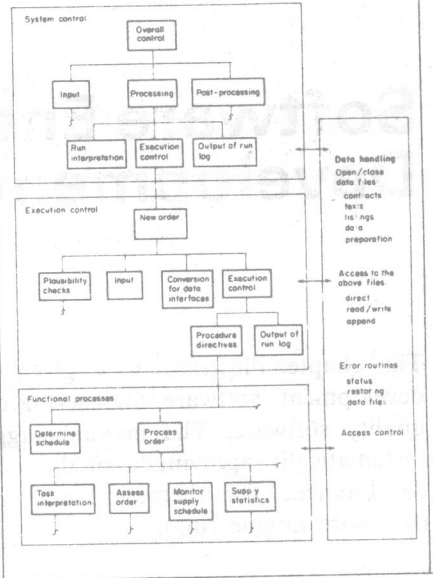 System control
Overall
control
Input
Processing
Post-processing
Run
interpretation
Execution
control
Output of run
log
Execution control
New order
Plausibility
checks
Input
Conversion
for data
interfaces
Execution
control
Procedure
directives
Output of
run log
Functional processes
Determine
schedule
Process
order
Task
interpretation
Assess
order
Monitor
supply
schedule
Supply
statistics
Data handling
Open/close
data files
contracts
texts
listings
data
preparation
Access to the
above files
direct
read/write
append
Error routines
status
restoring
data files
Access control